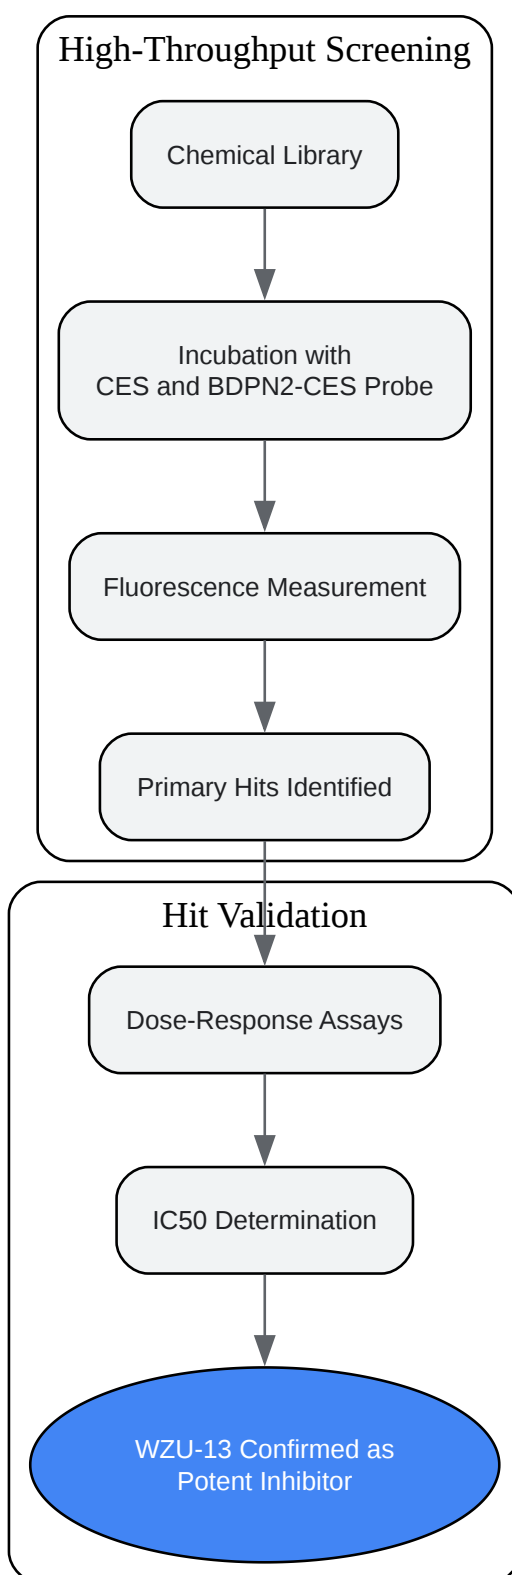 High-Throughput Screening
Chemical Library
Incubation with
CES and BDPN2-CES Probe
Fluorescence Measurement
Primary Hits Identified
Hit Validation
Dose-Response Assays
IC50 Determination
WZU-13 Confirmed as
Potent Inhibitor